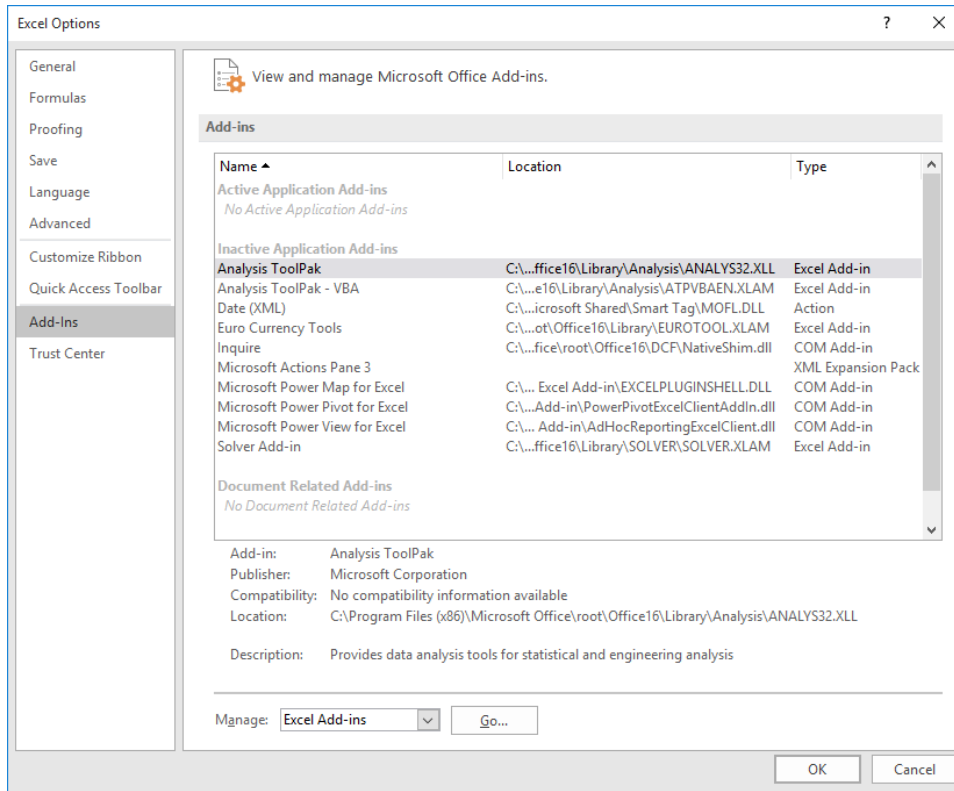 Excel Options
?
General
Formulas
Proofing
Save
Language
Advanced
Customize Ribbon
Quick Access Toolbar
Add-Ins
Trust Center
View and manage Microsoft Office Add-ins.
Add-ins
Name Location Type
Active Application Add-ins
No Active Application Add-ins
Inactive Application Add-ins
Analysis ToolPak C:\...ffice16\Library\Analysis\ANALYS32.XLL Excel Add-in
Analysis ToolPak - VBA C:\...e16\Library\Analysis\ATPVBAEN.XLAM Excel Add-in
Date (XML) C:\...icrosoft Shared\Smart Tag\MOFL.DLL Action
Euro Currency Tools C:\...ot\Office16\Library\EUROTOOL.XLAM Excel Add-in
Inquire C:\...fice\root\Office16\DCF\NativeShim.dll COM Add-in
Microsoft Actions Pane 3 XML Expansion Pack
Microsoft Power Map for Excel C:\... Excel Add-in\EXCELPLUGINSHELL.DLL COM Add-in
Microsoft Power Pivot for Excel C:\...Add-in\PowerPivotExcelClientAddIn.dll COM Add-in
Microsoft Power View for Excel C:\... Add-in\AdHocReportingExcelClient.dll COM Add-in
Solver Add-in C:\...ffice16\Library\SOLVER\SOLVER.XLAM Excel Add-in
Document Related Add-ins
No Document Related Add-ins
Add-in: Analysis ToolPak
Publisher: Microsoft Corporation
Compatibility: No compatibility information available
Location: C:\Program Files (x86)\Microsoft Office\root\Office16\Library\Analysis\ANALYS32.XLL
Description: Provides data analysis tools for statistical and engineering analysis
Manage: Excel Add-ins Go...
OK Cancel